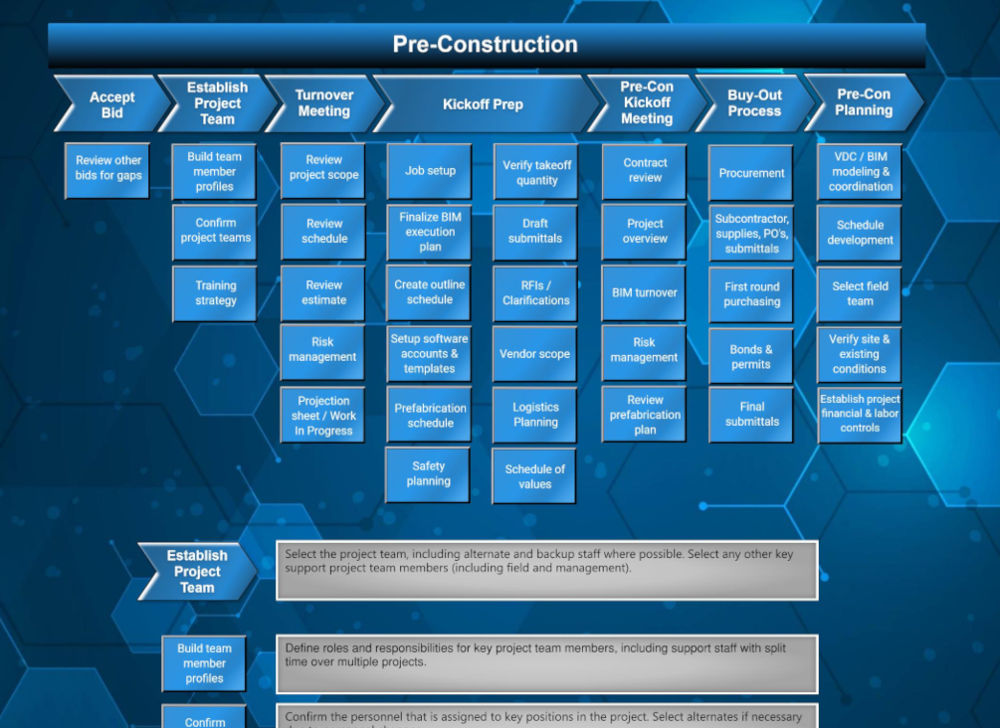 Pre-Construction
Accept
Bid
Establish
Project
Team
Turnover
Meeting
Kickoff Prep
Pre-Con
Kickoff
Meeting
Buy-Out
Process
Pre-Con
Planning
Review other
bids for gaps
Build team
member
profiles
Confirm
project teams
Training
strategy
Review
project scope
Review
schedule
Review
estimate
Risk
management
Projection
sheet / Work
In Progress
Job setup
Finalize BIM
execution
plan
Create outline
schedule
Setup software
accounts &
templates
Prefabrication
schedule
Safety
planning
Verify takeoff
quantity
Draft
submittals
RFIs /
Clarifications
Vendor scope
Logistics
Planning
Schedule of
values
Contract
review
Project
overview
BIM turnover
Risk
management
Review
prefabrication
plan
Procurement
Subcontractor,
supplies, PO's,
submittals
First round
purchasing
Bonds &
permits
Final
submittals
VDC / BIM
modeling &
coordination
Schedule
development
Select field
team
Verify site &
existing
conditions
Establish project
financial & labor
controls
Establish
Project
Team
Select the project team, including alternate and backup staff where possible. Select any other key
support project team members (including field and management).
Build team
member
profiles
Define roles and responsibilities for key project team members, including support staff with split
time over multiple projects.
Confirm
Confirm the personnel that is assigned to key positions in the project. Select alternates if necessary